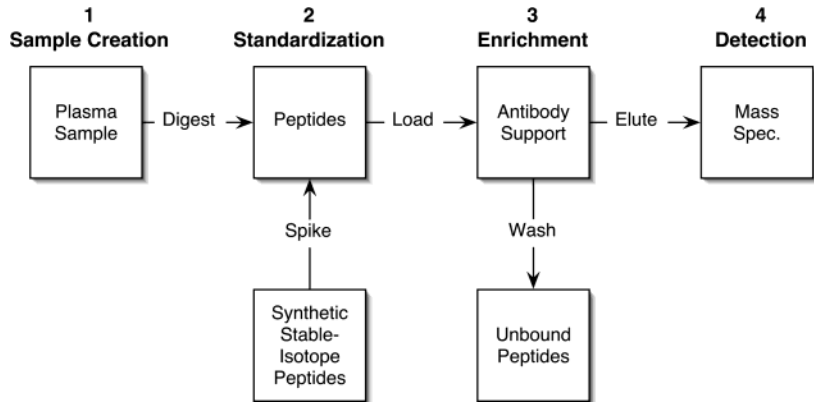 1
Sample Creation
2
Standardization
3
Enrichment
4
Detection
Plasma
Sample
Digest
Peptides
Load
Antibody
Support
Elute
Mass
Spec.
Spike
Wash
Synthetic
Stable-
Isotope
Peptides
Unbound
Peptides